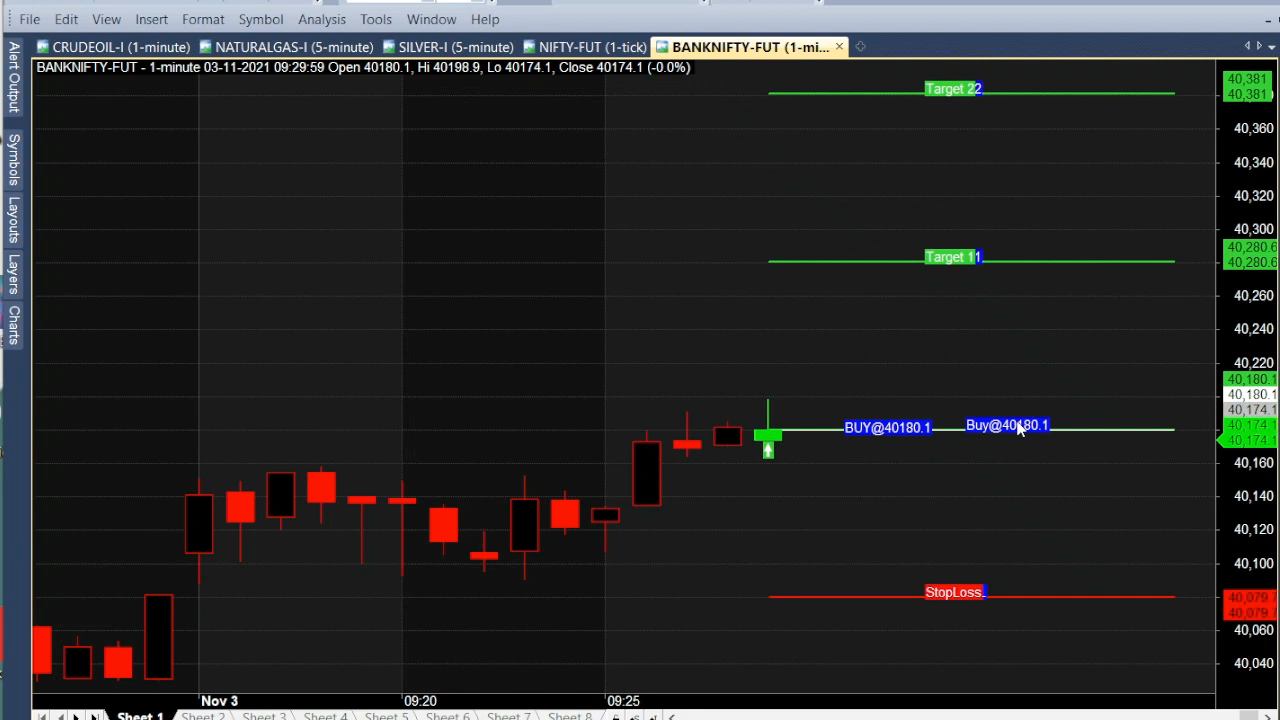 File Edit View Insert Format Symbol Analysis Tools Window Help
CRUDEOIL-I (1-minute) NATURALGAS-I (5-minute) SILVER-I (5-minute) NIFTY-FUT (1-tick) BANKNIFTY-FUT (1-mi...
BANKNIFTY-FUT - 1-minute 03-11-2021 09:29:59 Open 40180.1, Hi 40198.9, Lo 40174.1, Close 40174.1 (-0.0%)
Alert Output
Symbols
Layouts
Layers
Charts
Target 22
40,381
40,381
40,360
40,340
40,320
40,300
Target 11
40,280.6
40,280.6
40,260
40,240
40,220
40,180.1
40,180.1
40,174.1
BUY@40180.1 Buy@40180.1
40,174.1
40,174.1
40,160
40,140
40,120
40,100
StopLoss
40,079.
40,079.
40,060
40,040
Nov 3 09:20 09:25
Sheet 1 Sheet 2 Sheet 3 Sheet 4 Sheet 5 Sheet 6 Sheet 7 Sheet 8